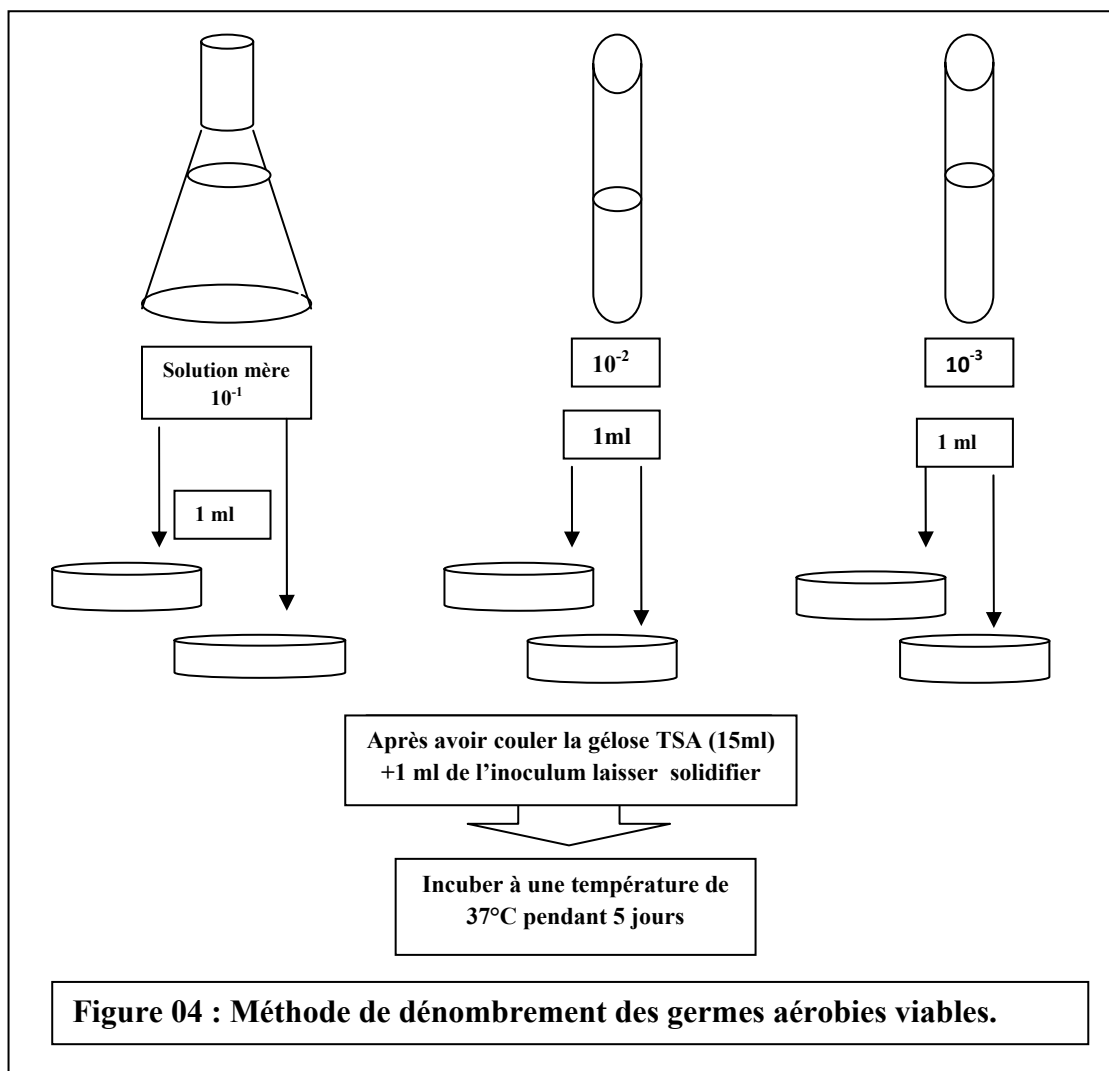 Solution mère
10⁻¹
10⁻²
10⁻³
1ml
1 ml
1 ml
Après avoir couler la gélose TSA (15ml)
+1 ml de l’inoculum laisser solidifier
Incuber à une température de
37°C pendant 5 jours
Figure 04 : Méthode de dénombrement des germes aérobies viables.